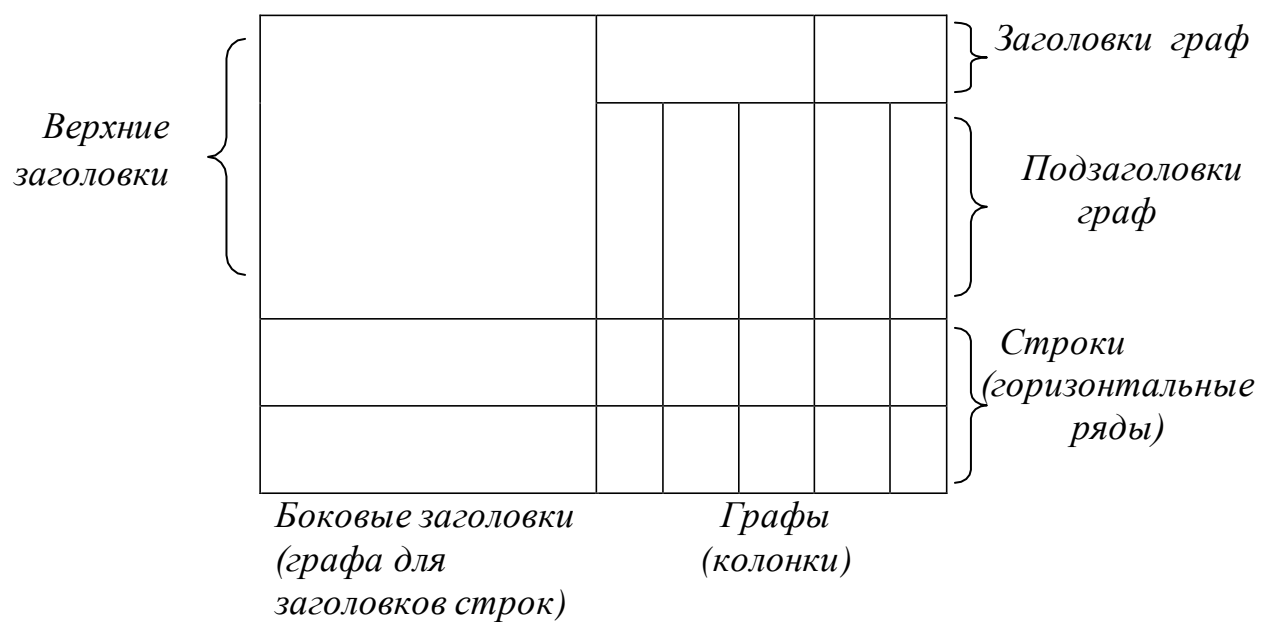 Заголовки граф
Верхние
заголовки
Подзаголовки
граф
Строки
(горизонтальные
ряды)
Боковые заголовки
(графа для
заголовков строк)
Графы
(колонки)